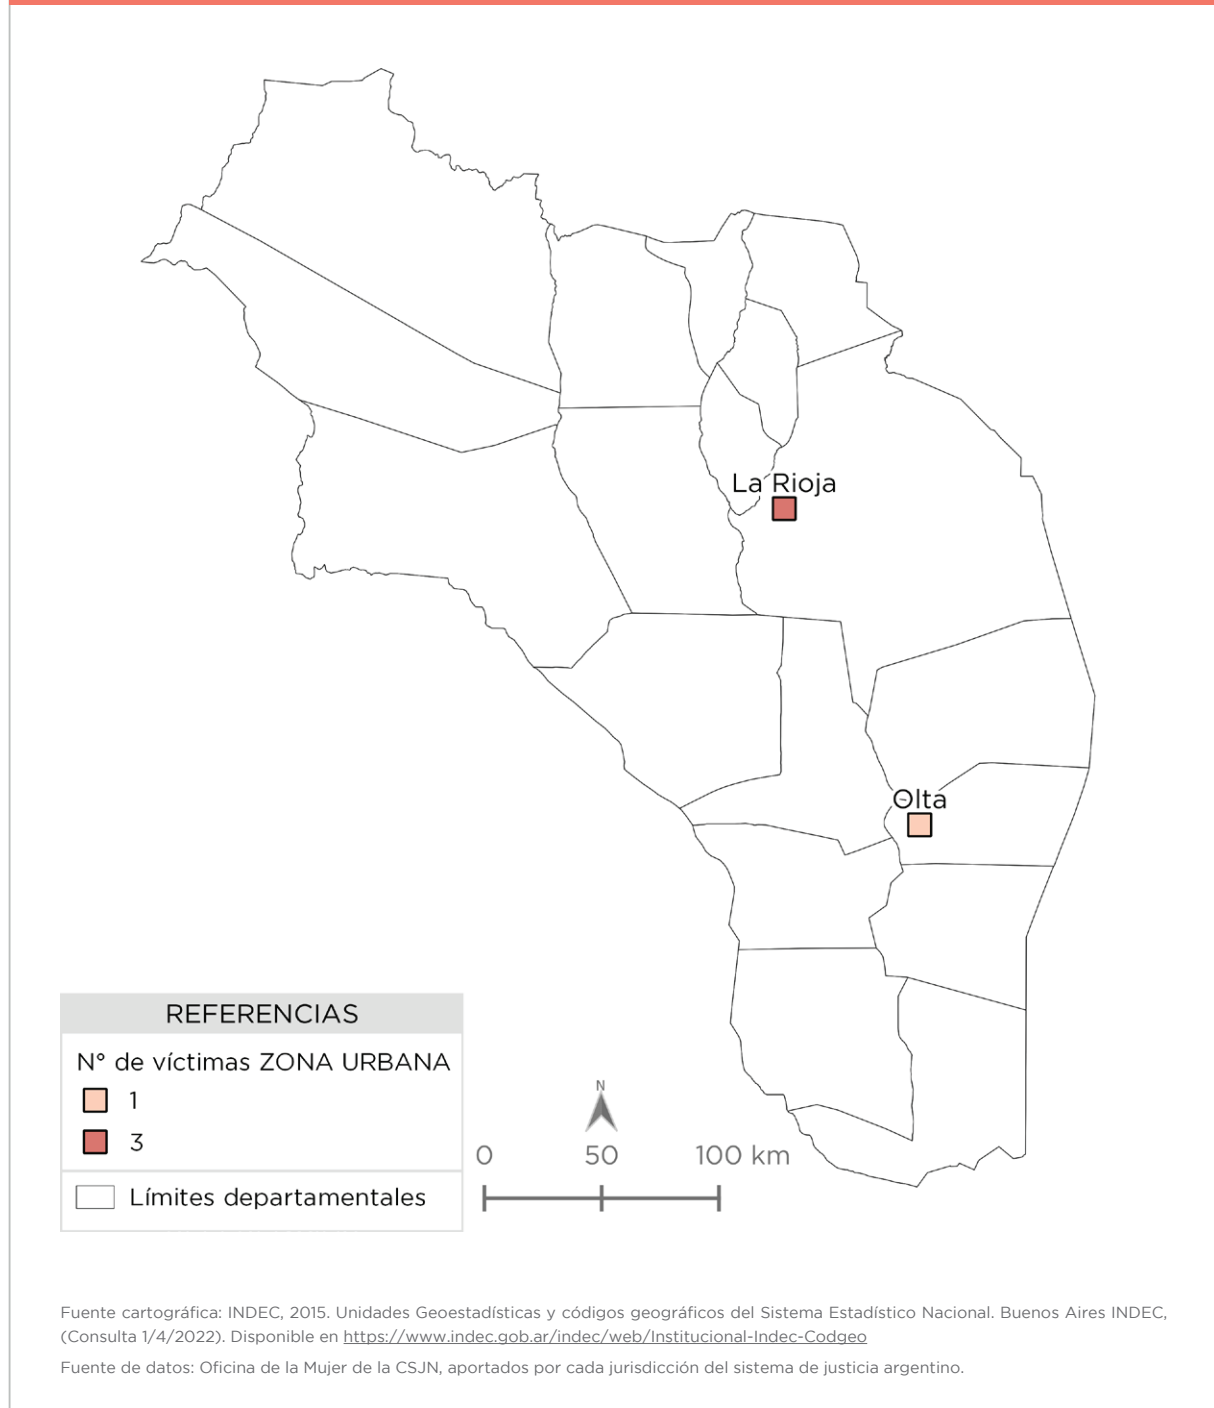 La Rioja
Olta
REFERENCIAS
N° de víctimas ZONA URBANA
1
3
Límites departamentales
N
0 50 100 km
Fuente cartográfica: INDEC, 2015. Unidades Geoestadísticas y códigos geográficos del Sistema Estadístico Nacional. Buenos Aires INDEC,
(Consulta 1/4/2022). Disponible en https://www.indec.gob.ar/indec/web/Institucional-Indec-Codgeo
Fuente de datos: Oficina de la Mujer de la CSJN, aportados por cada jurisdicción del sistema de justicia argentino.